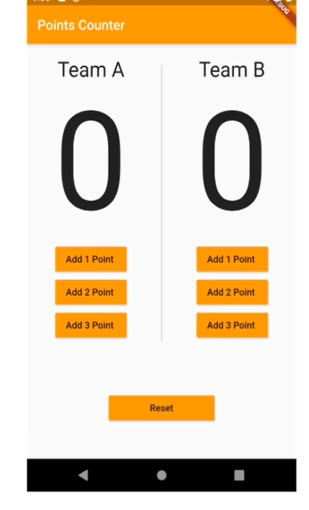 Points Counter
Team A
Team B
0
0
Add 1 Point
Add 1 Point
Add 2 Point
Add 2 Point
Add 3 Point
Add 3 Point
Reset